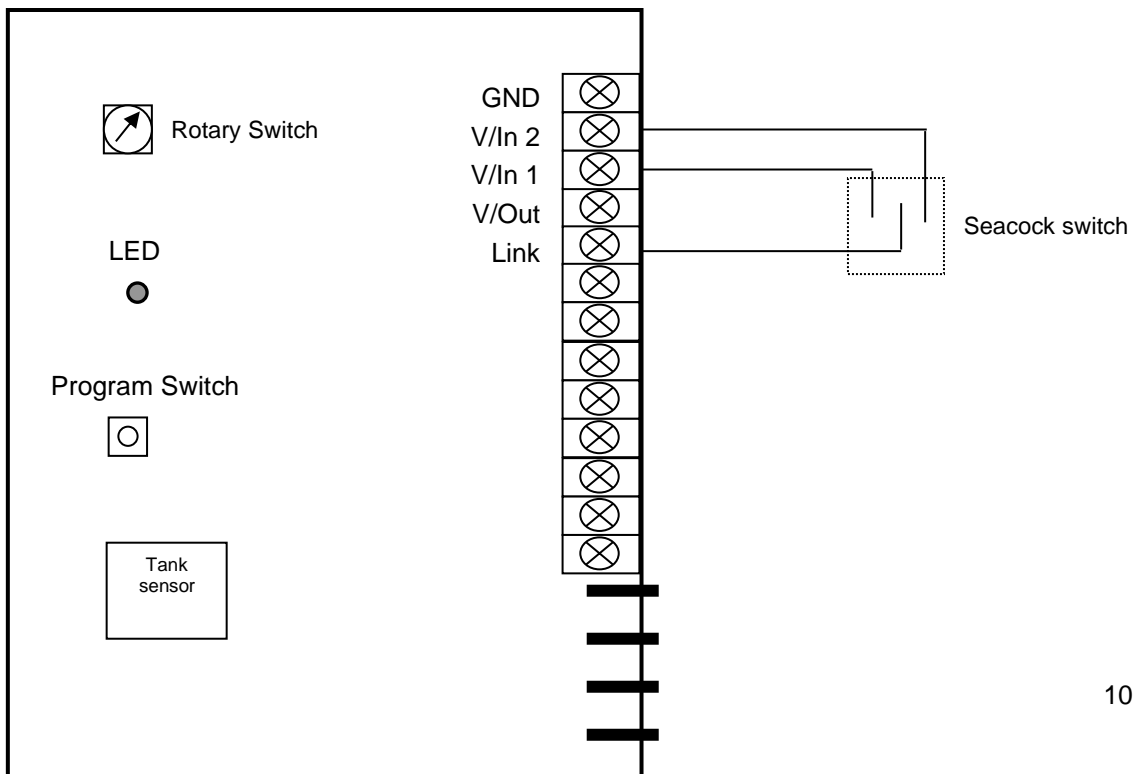 GND
Rotary Switch
V/In 2
V/In 1
V/Out
Seacock switch
LED
Link
Program Switch
Tank
sensor
10